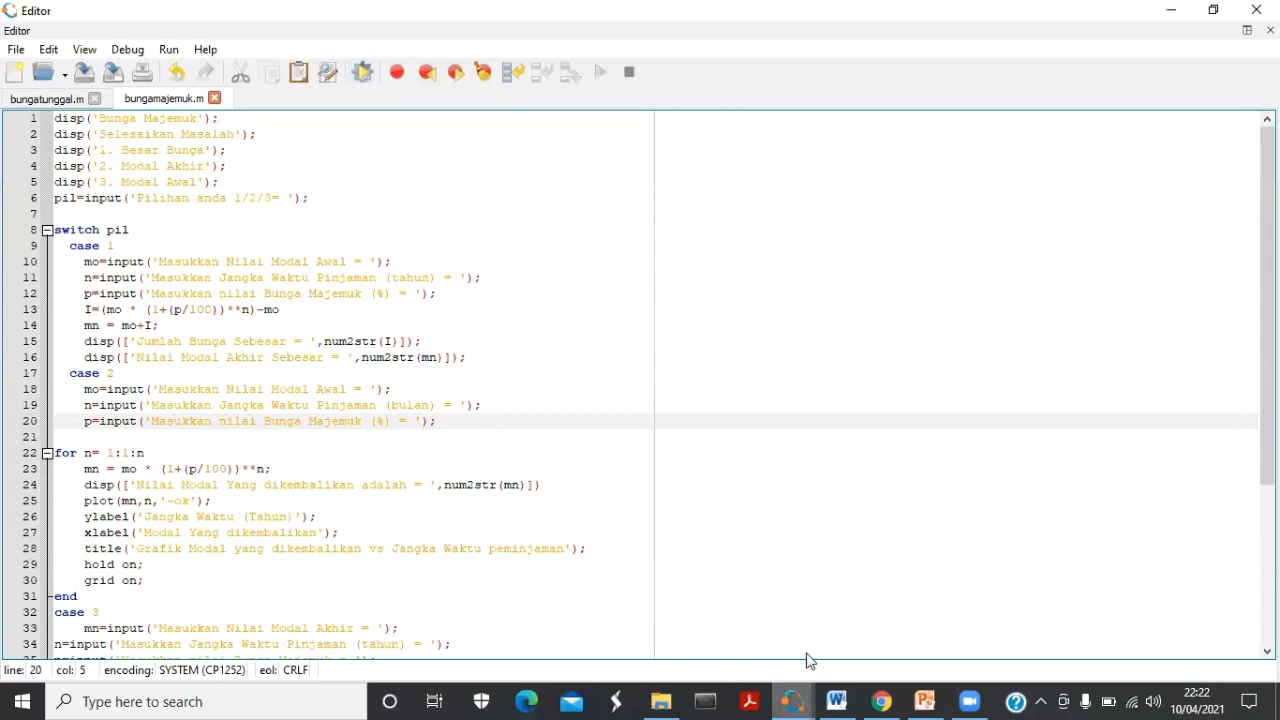 Editor
Editor
File Edit View Debug Run Help
bungatunggal.m bungamajemuk.m
1 disp('Bunga Majemuk');
2 disp('Selesaikan Masalah');
3 disp('1. Besar Bunga');
4 disp('2. Modal Akhir');
5 disp('3. Modal Awal');
6 pil=input('Pilihan anda 1/2/3= ');
7
8 switch pil
9 case 1
10 mo=input('Masukkan Nilai Modal Awal = ');
11 n=input('Masukkan Jangka Waktu Pinjaman (tahun) = ');
12 p=input('Masukkan nilai Bunga Majemuk (%) = ');
13 I=(mo * (1+(p/100))**n)-mo
14 mn = mo+I;
15 disp(['Jumlah Bunga Sebesar = ',num2str(I)]);
16 disp(['Nilai Modal Akhir Sebesar = ',num2str(mn)]);
17 case 2
18 mo=input('Masukkan Nilai Modal Awal = ');
19 n=input('Masukkan Jangka Waktu Pinjaman (bulan) = ');
20 p=input('Masukkan nilai Bunga Majemuk (%) = ');
21
22 for n= 1:1:n
23 mn = mo * (1+(p/100))**n;
24 disp(['Nilai Modal Yang dikembalikan adalah = ',num2str(mn)])
25 plot(mn,n,'-ok');
26 ylabel('Jangka Waktu (Tahun)');
27 xlabel('Modal Yang dikembalikan');
28 title('Grafik Modal yang dikembalikan vs Jangka Waktu peminjaman');
29 hold on;
30 grid on;
31 end
32 case 3
33 mn=input('Masukkan Nilai Modal Akhir = ');
34 n=input('Masukkan Jangka Waktu Pinjaman (tahun) = ');
line: 20 col: 5 encoding: SYSTEM (CP1252) eol: CRLF
Type here to search
22:22
10/04/2021